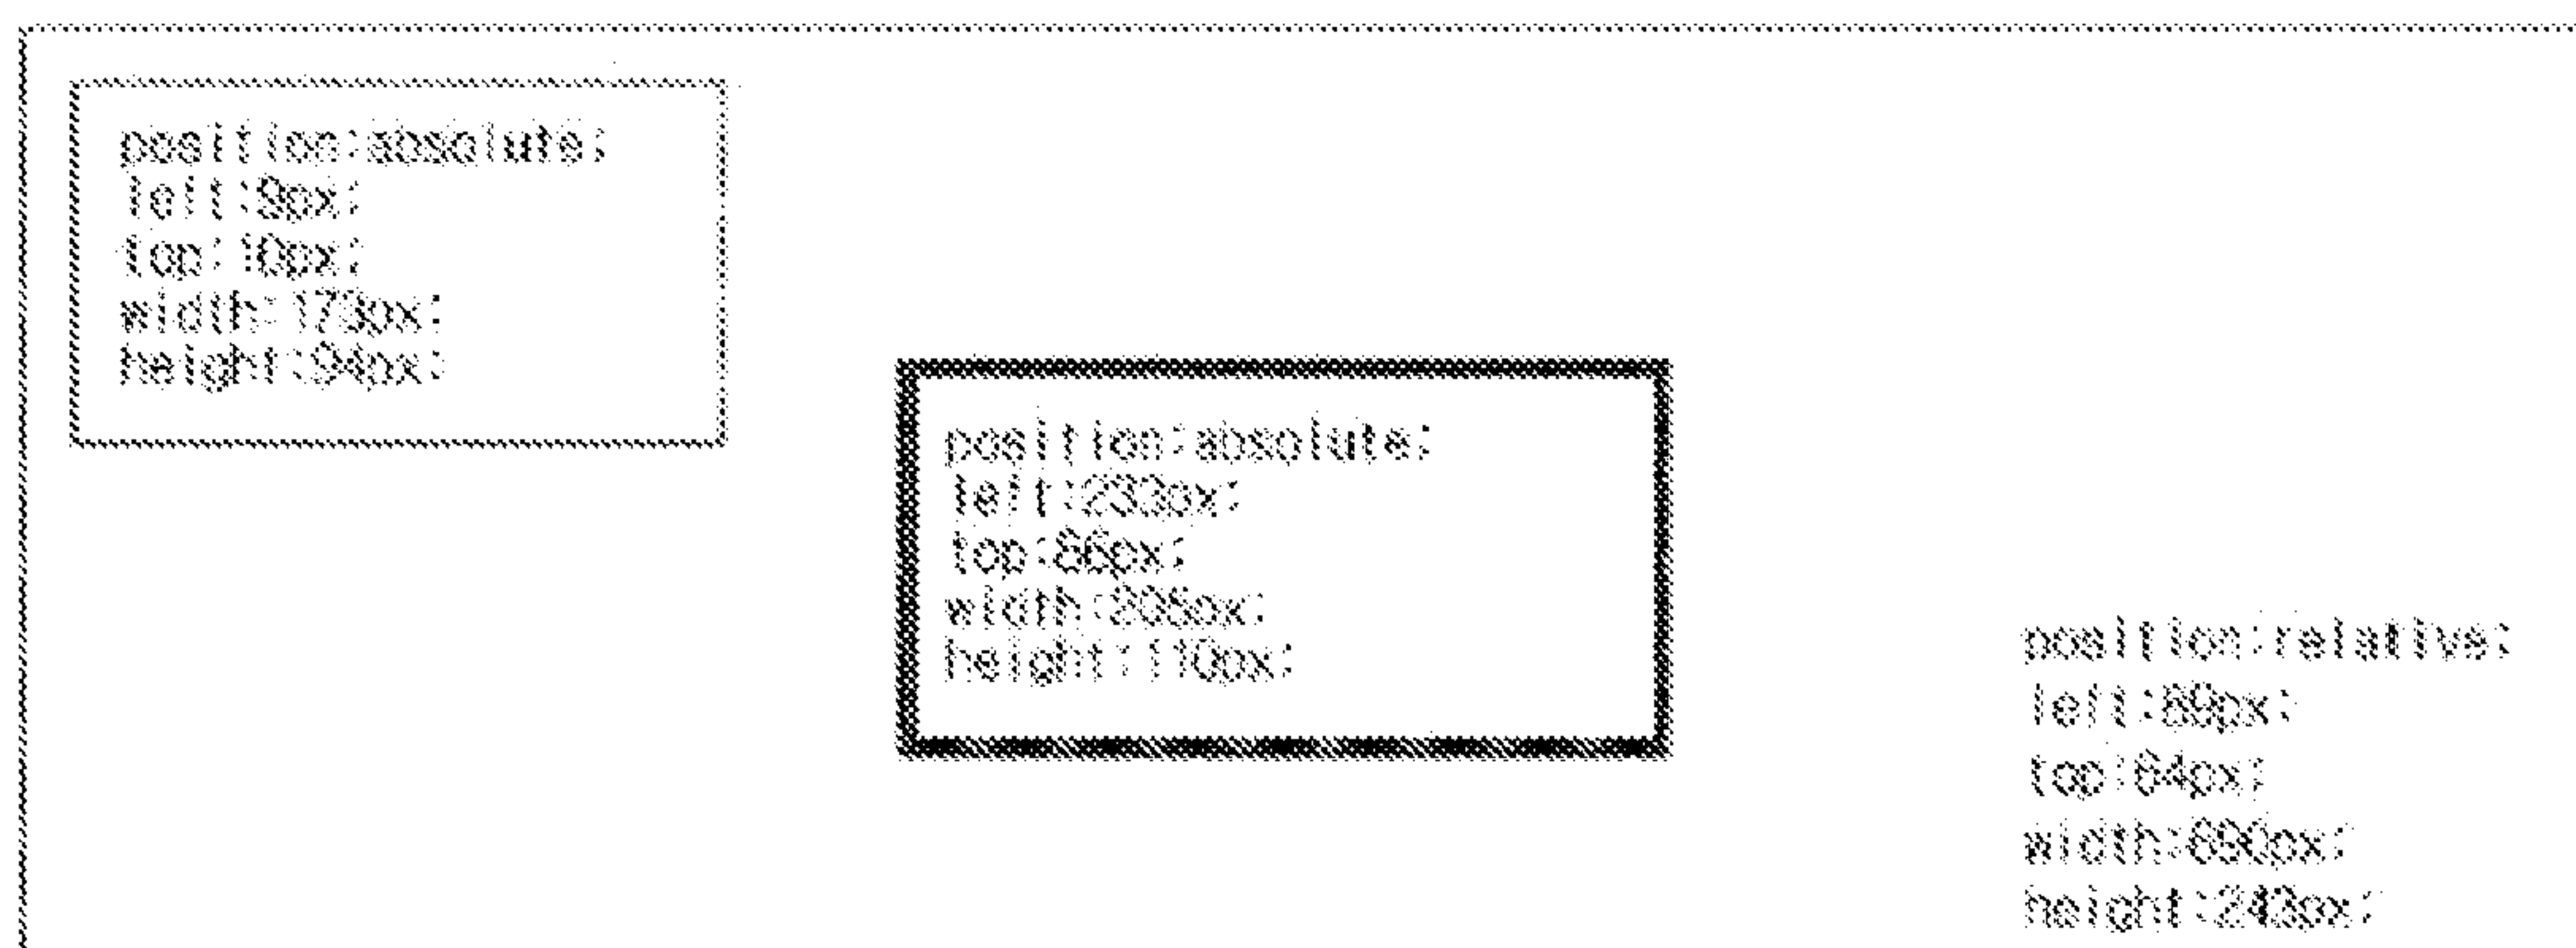 position:absolute;
left:9px;
top:10px;
width:173px;
height:94px;
position:absolute;
left:233px;
top:86px;
width:205px;
height:110px;
position:relative;
left:89px;
top:64px;
width:690px;
height:243px;